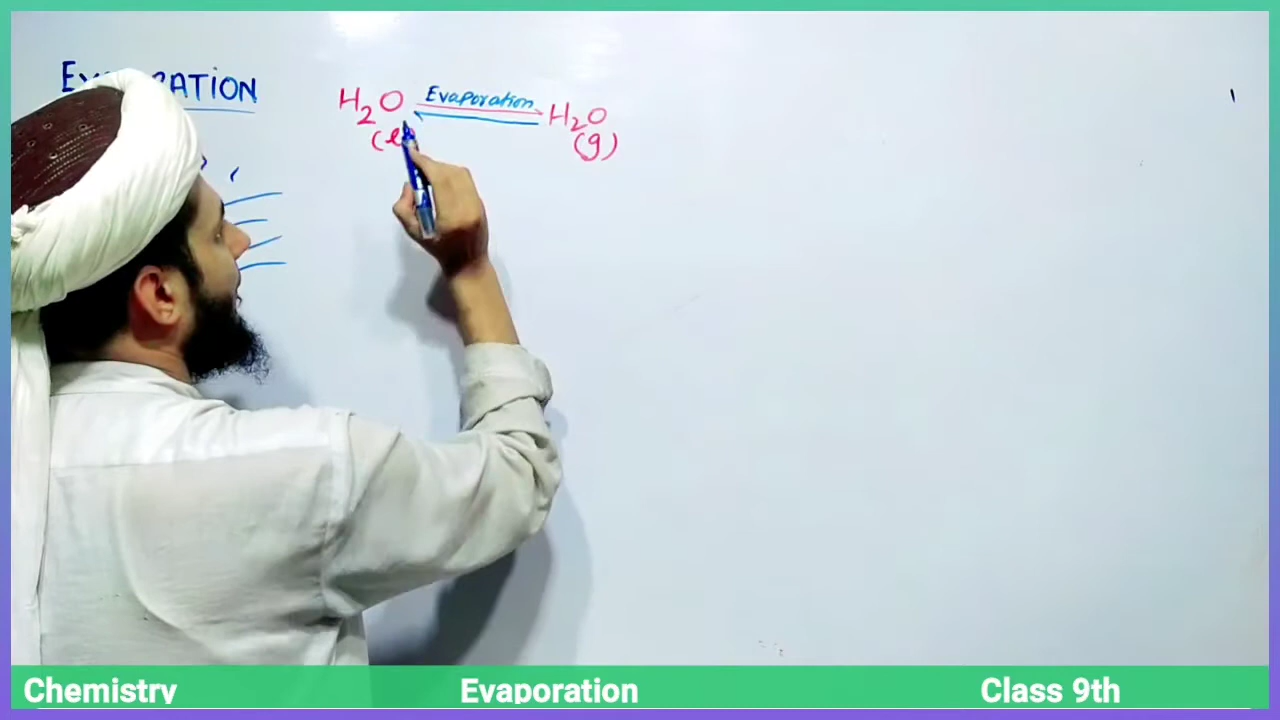 EVAPORATION
Evaporation
H₂O ⇌ H₂O
(l) (g)
Chemistry
Evaporation
Class 9th